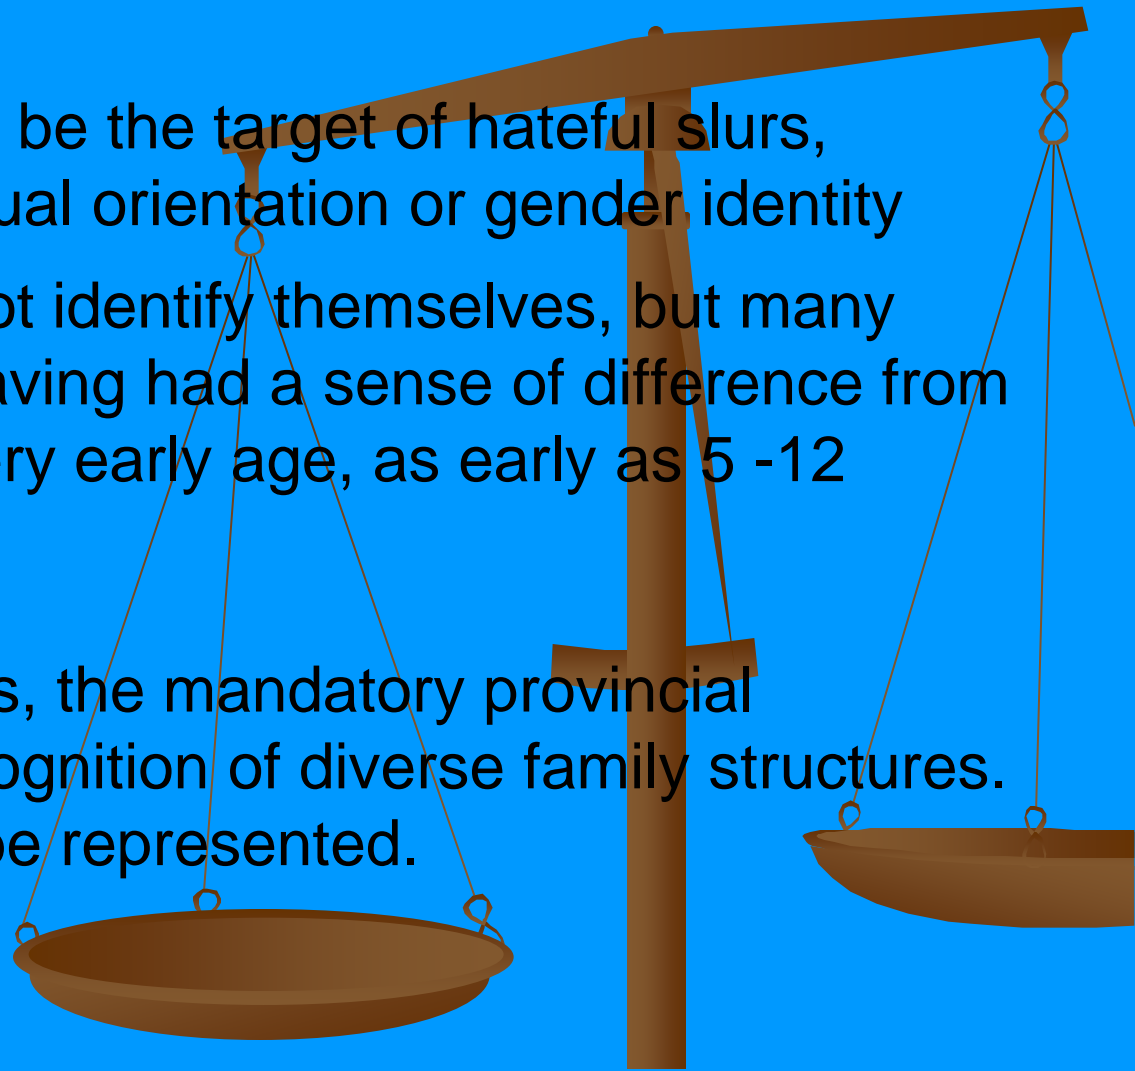 be the target of hateful slurs,
ual orientation or gender identity
ot identify themselves, but many
aving had a sense of difference from
ery early age, as early as 5 -12
s, the mandatory provincial
ognition of diverse family structures.
be represented.